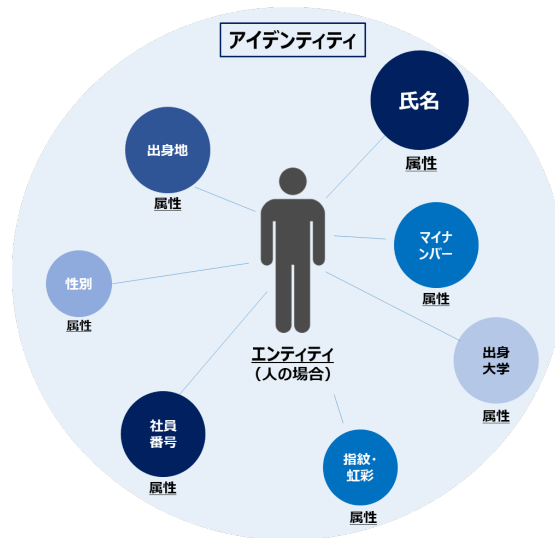 アイデンティティ
氏名
属性
出身地
属性
マイナ
ンバー
属性
性別
属性
エンティティ
（人の場合）
出身
大学
属性
社員
番号
属性
指紋・
虹彩
属性